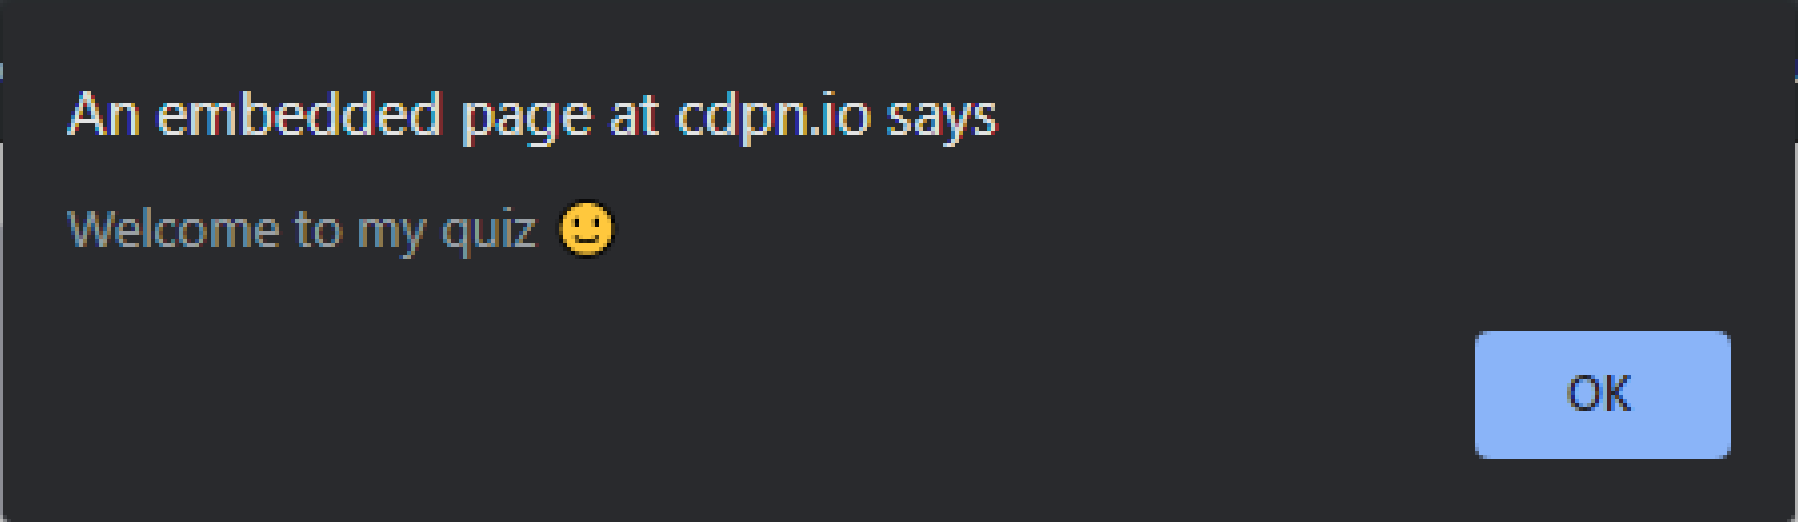 An embedded page at cdpn.io says
Welcome to my quiz 🙂
OK